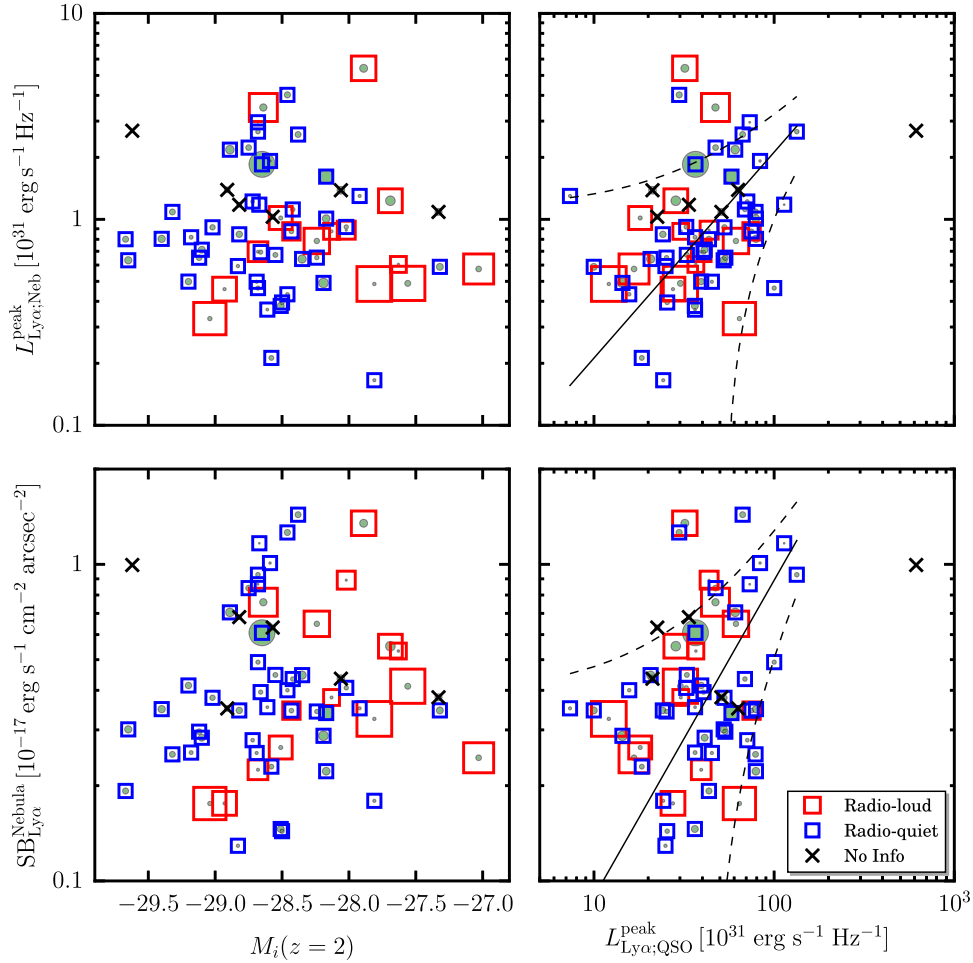 10
1
0.1
L^peak_Lyα;Neb [10^31 erg s^−1 Hz^−1]
1
0.1
SB^Nebula_Lyα [10^−17 erg s^−1 cm^−2 arcsec^−2]
−29.5 −29.0 −28.5 −28.0 −27.5 −27.0
M_i(z = 2)
10 100 10^3
L^peak_Lyα;QSO [10^31 erg s^−1 Hz^−1]
Radio-loud
Radio-quiet
No Info